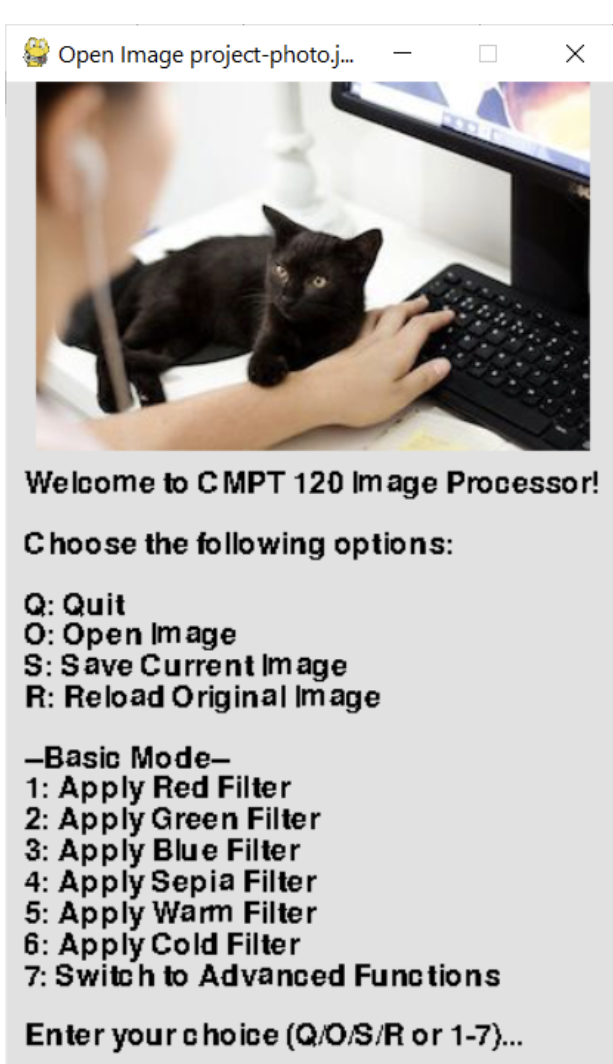 Open Image project-photo.j...
Welcome to CMPT 120 Image Processor!
Choose the following options:
Q: Quit
O: Open Image
S: Save Current Image
R: Reload Original Image
–Basic Mode–
1: Apply Red Filter
2: Apply Green Filter
3: Apply Blue Filter
4: Apply Sepia Filter
5: Apply Warm Filter
6: Apply Cold Filter
7: Switch to Advanced Functions
Enter your choice (Q/O/S/R or 1-7)...